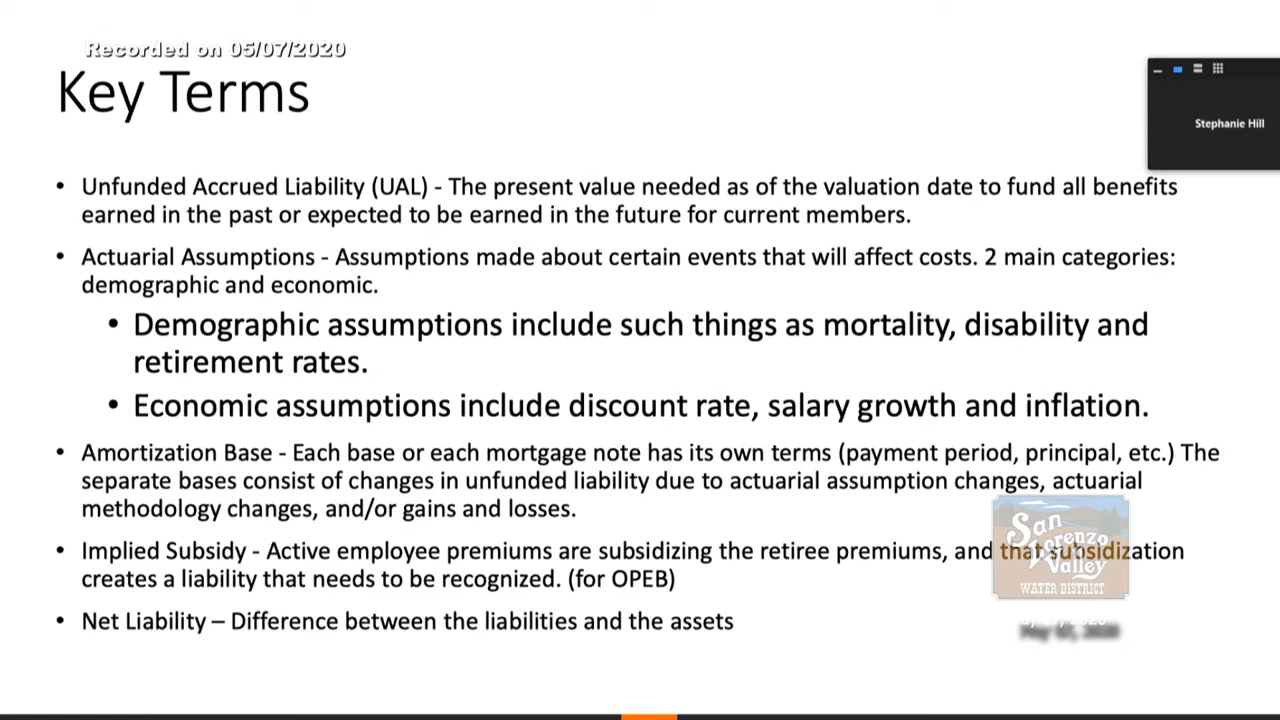 Recorded on 05/07/2020
Key Terms
Stephanie Hill
• Unfunded Accrued Liability (UAL) - The present value needed as of the valuation date to fund all benefits
earned in the past or expected to be earned in the future for current members.
• Actuarial Assumptions - Assumptions made about certain events that will affect costs. 2 main categories:
demographic and economic.
• Demographic assumptions include such things as mortality, disability and
retirement rates.
• Economic assumptions include discount rate, salary growth and inflation.
• Amortization Base - Each base or each mortgage note has its own terms (payment period, principal, etc.) The
separate bases consist of changes in unfunded liability due to actuarial assumption changes, actuarial
methodology changes, and/or gains and losses.
• Implied Subsidy - Active employee premiums are subsidizing the retiree premiums, and that subsidization
creates a liability that needs to be recognized. (for OPEB)
• Net Liability – Difference between the liabilities and the assets
San
Lorenzo
Valley
WATER DISTRICT